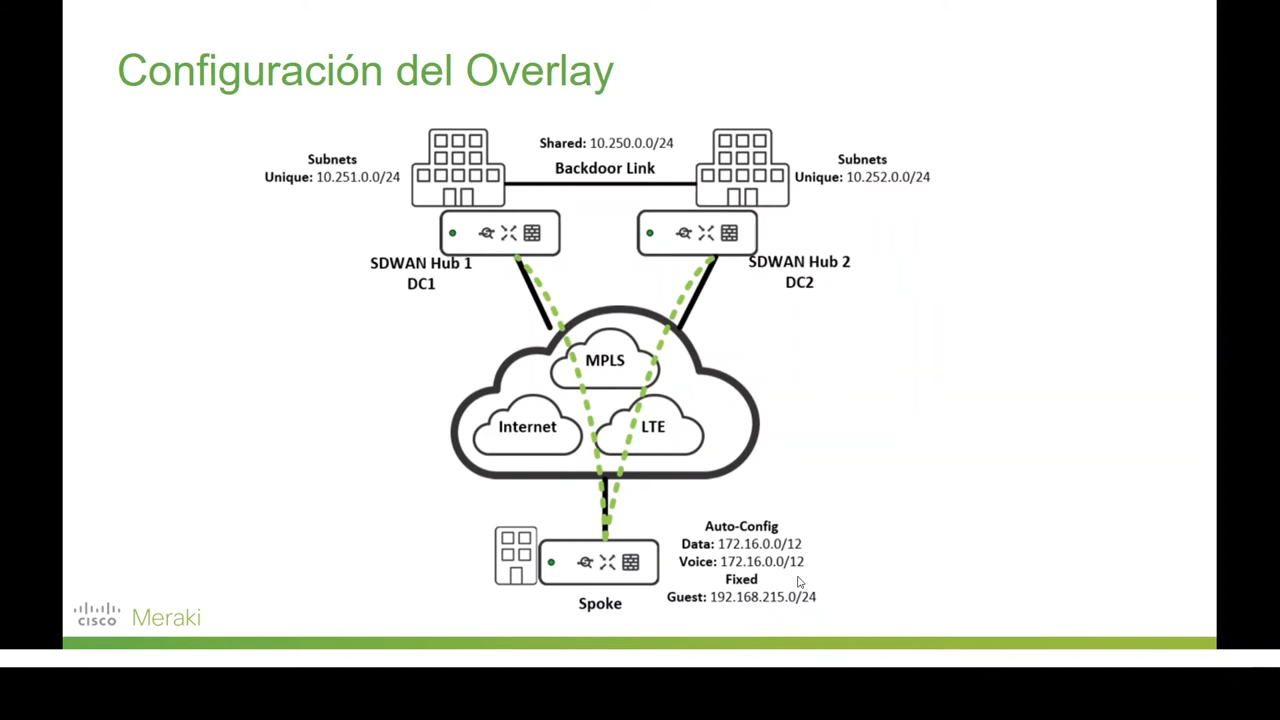 Configuración del Overlay
Shared: 10.250.0.0/24
Backdoor Link
Subnets
Unique: 10.251.0.0/24
Subnets
Unique: 10.252.0.0/24
SDWAN Hub 1
DC1
SDWAN Hub 2
DC2
MPLS
Internet
LTE
Auto-Config
Data: 172.16.0.0/12
Voice: 172.16.0.0/12
Fixed
Guest: 192.168.215.0/24
Spoke
CISCO Meraki